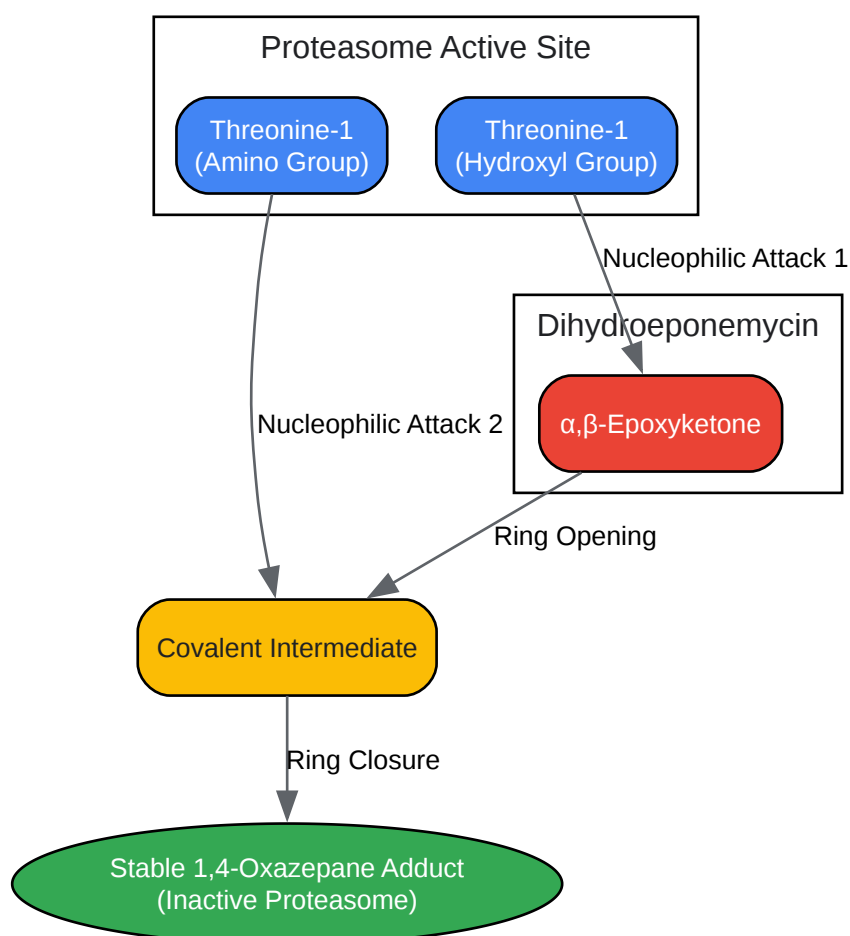 Proteasome Active Site
Threonine-1
(Amino Group)
Threonine-1
(Hydroxyl Group)
Nucleophilic Attack 1
Dihydroeponemycin
α,β-Epoxyketone
Nucleophilic Attack 2
Ring Opening
Covalent Intermediate
Ring Closure
Stable 1,4-Oxazepane Adduct
(Inactive Proteasome)